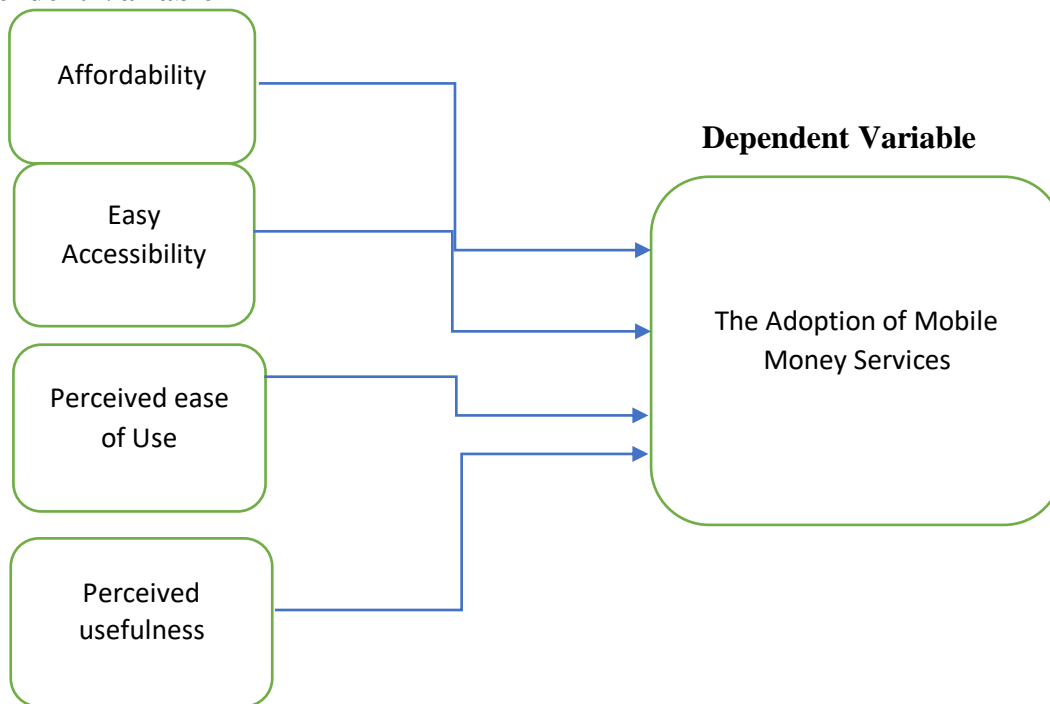 Affordability
Easy
Accessibility
Perceived ease
of Use
Perceived
usefulness
Dependent Variable
The Adoption of Mobile
Money Services